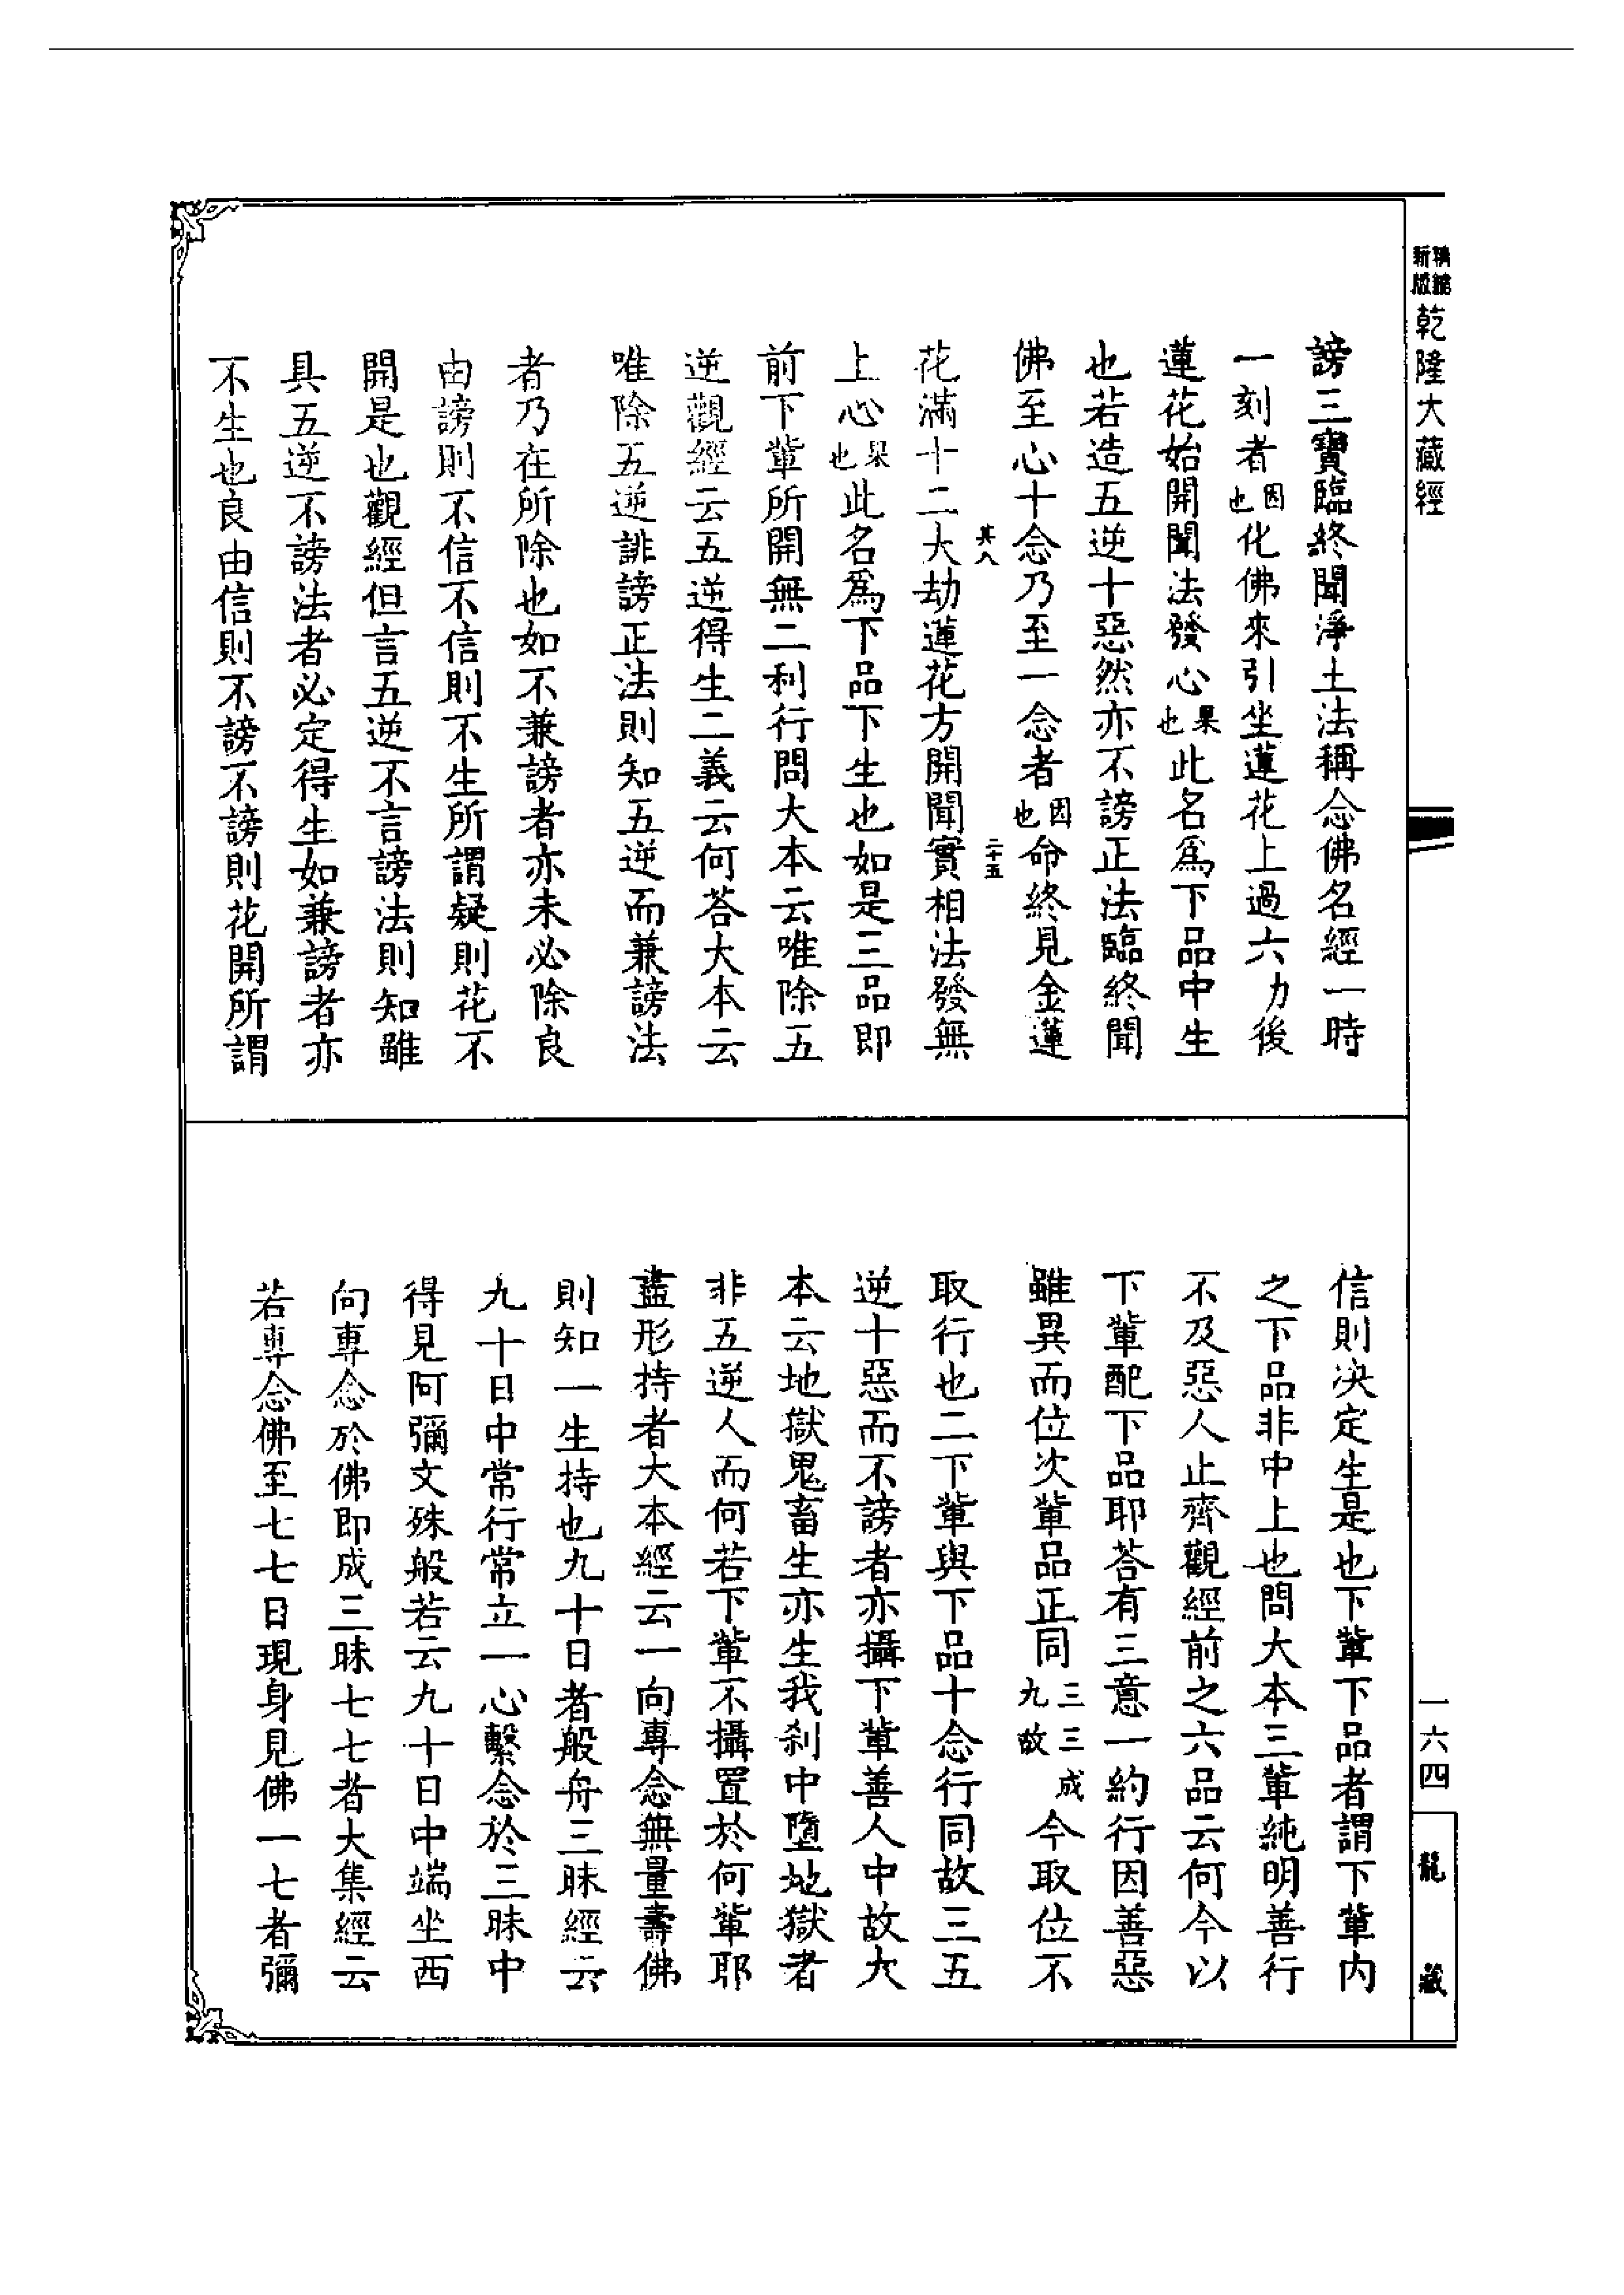 精縮新版
乾隆大藏經
謗三寶臨終聞淨土法稱念佛名經一時
一刻者因也化佛來引坐蓮花上過六力後
蓮花始開聞法發心果也此名爲下品中生
也若造五逆十惡然亦不謗正法臨終聞
佛至心十念乃至一念者因也命終見金蓮
其八
二十五
花滿十二大劫蓮花方開聞實相法發無
上心果也此名爲下品下生也如是三品即
前下輩所開無二利行問大本云唯除五
逆觀經云五逆得生二義云何荅大本云
唯除五逆誹謗正法則知五逆而兼謗法
者乃在所除也如不兼謗者亦未必除良
由謗則不信不信則不生所謂疑則花不
開是也觀經但言五逆不言謗法則知雖
具五逆不謗法者必定得生如兼謗者亦
不生也良由信則不謗不謗則花開所謂
信則決定生是也下輩下品者謂下輩内
之下品非中上也問大本三輩純明善行
不及惡人止齊觀經前之六品云何今以
下輩配下品耶荅有三意一約行因善惡
雖異而位次輩品正同三三成九故今取位不
取行也二下輩與下品十念行同故三五
逆十惡而不謗者亦攝下輩善人中故大
本云地獄鬼畜生亦生我刹中墮地獄者
非五逆人而何若下輩不攝置於何輩耶
盡形持者大本經云一向專念無量壽佛
則知一生持也九十日者般舟三昧經云
九十日中常行常立一心繫念於三昧中
得見阿彌文殊般若云九十日中端坐西
向專念於佛即成三昧七七者大集經云
若專念佛至七七日現身見佛一七者彌
一六四
龍藏